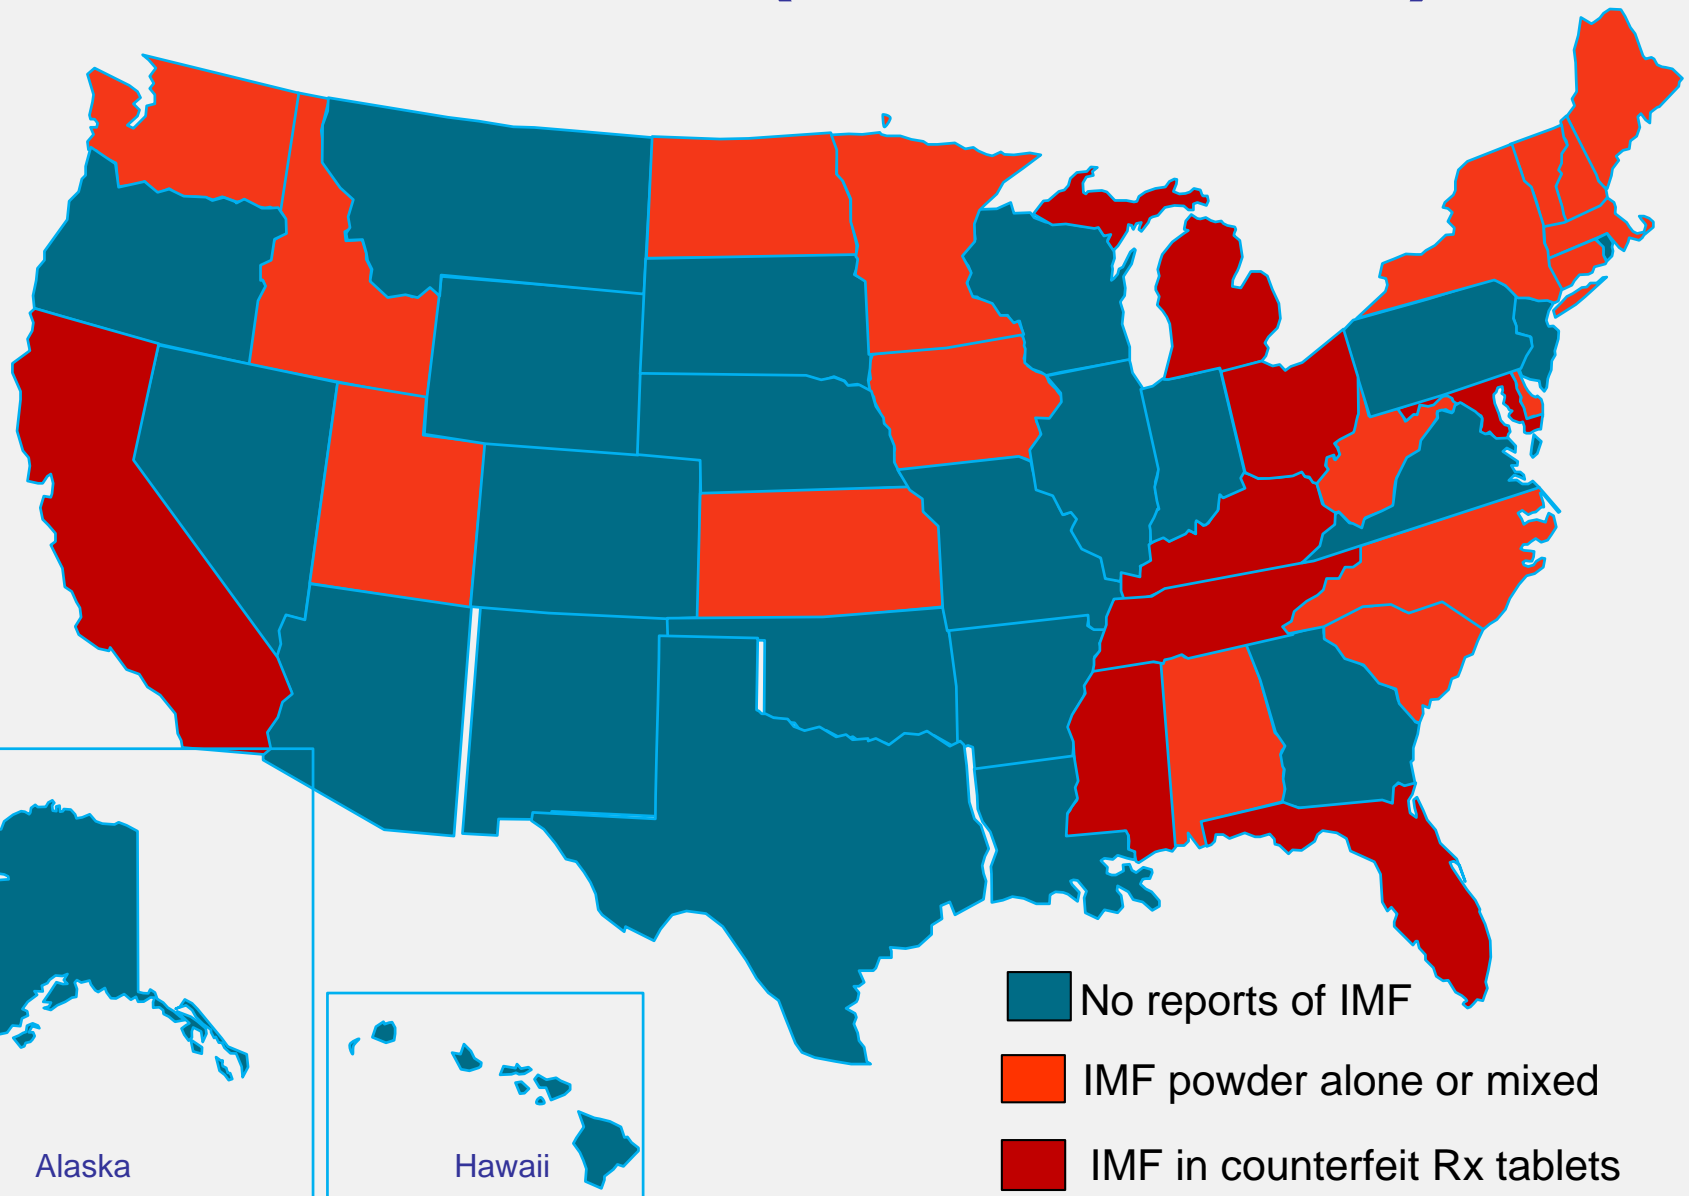 No reports of IMF
IMF powder alone or mixed
Alaska
Hawaii
IMF in counterfeit Rx tablets